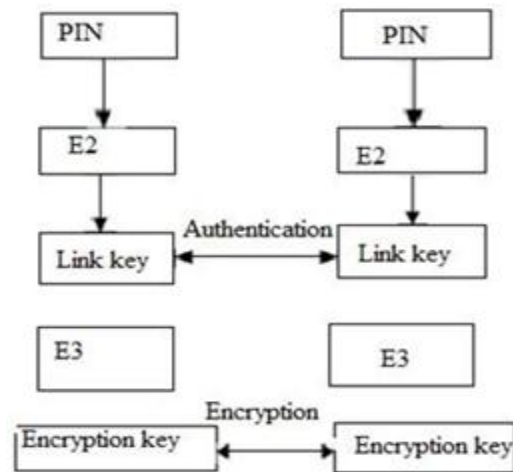 PIN
PIN
E2
E2
Authentication
Link key
Link key
E3
E3
Encryption
Encryption key
Encryption key